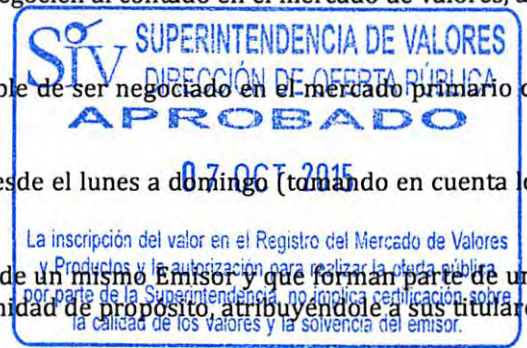 negocien al contado en el mercado de valores, a
SIV SUPERINTENDENCIA DE VALORES
DIRECCIÓN DE OFERTA PÚBLICA
ble de ser negociado en el mercado primario
APROBADO
07 OCT 2015
esde el lunes a domingo (tomando en cuenta lo
La inscripción del valor en el Registro del Mercado de Valores
y Productos y la autorización para realizar la oferta pública
de un mismo Emisor y que forman parte de un
por parte de la Superintendencia, no implica certificación sobre
nidad de propósito, atribuyéndole a sus titulare
la calidad de los valores y la solvencia del emisor.